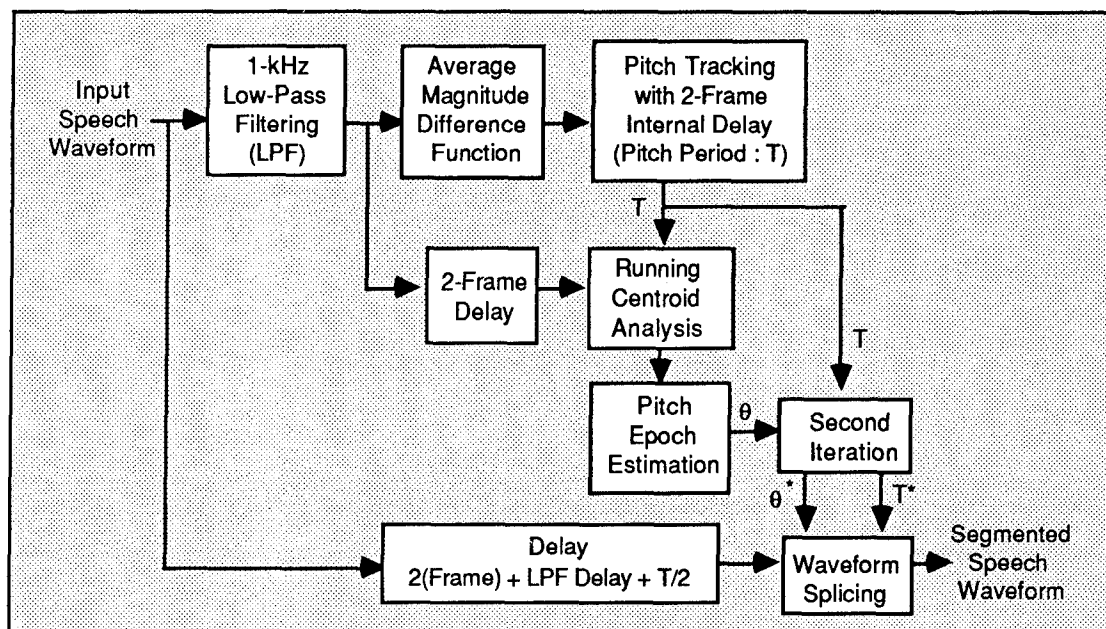 Input
Speech
Waveform
1-kHz
Low-Pass
Filtering
(LPF)
Average
Magnitude
Difference
Function
Pitch Tracking
with 2-Frame
Internal Delay
(Pitch Period : T)
T
2-Frame
Delay
Running
Centroid
Analysis
T
Pitch
Epoch
Estimation
θ
Second
Iteration
θ*
T*
Delay
2(Frame) + LPF Delay + T/2
Waveform
Splicing
Segmented
Speech
Waveform